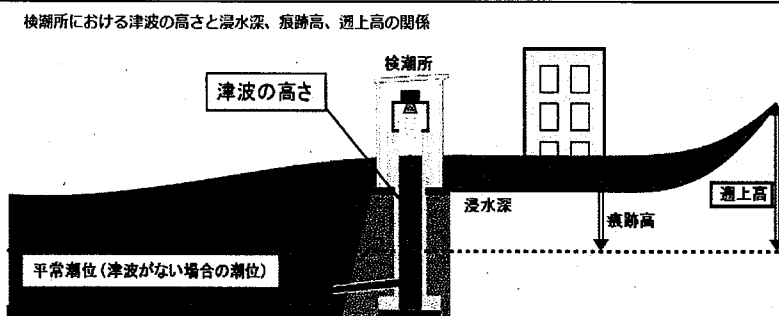 検潮所における津波の高さと浸水深、痕跡高、遡上高の関係
検潮所
津波の高さ
浸水深
痕跡高
遡上高
平常潮位(津波がない場合の潮位)